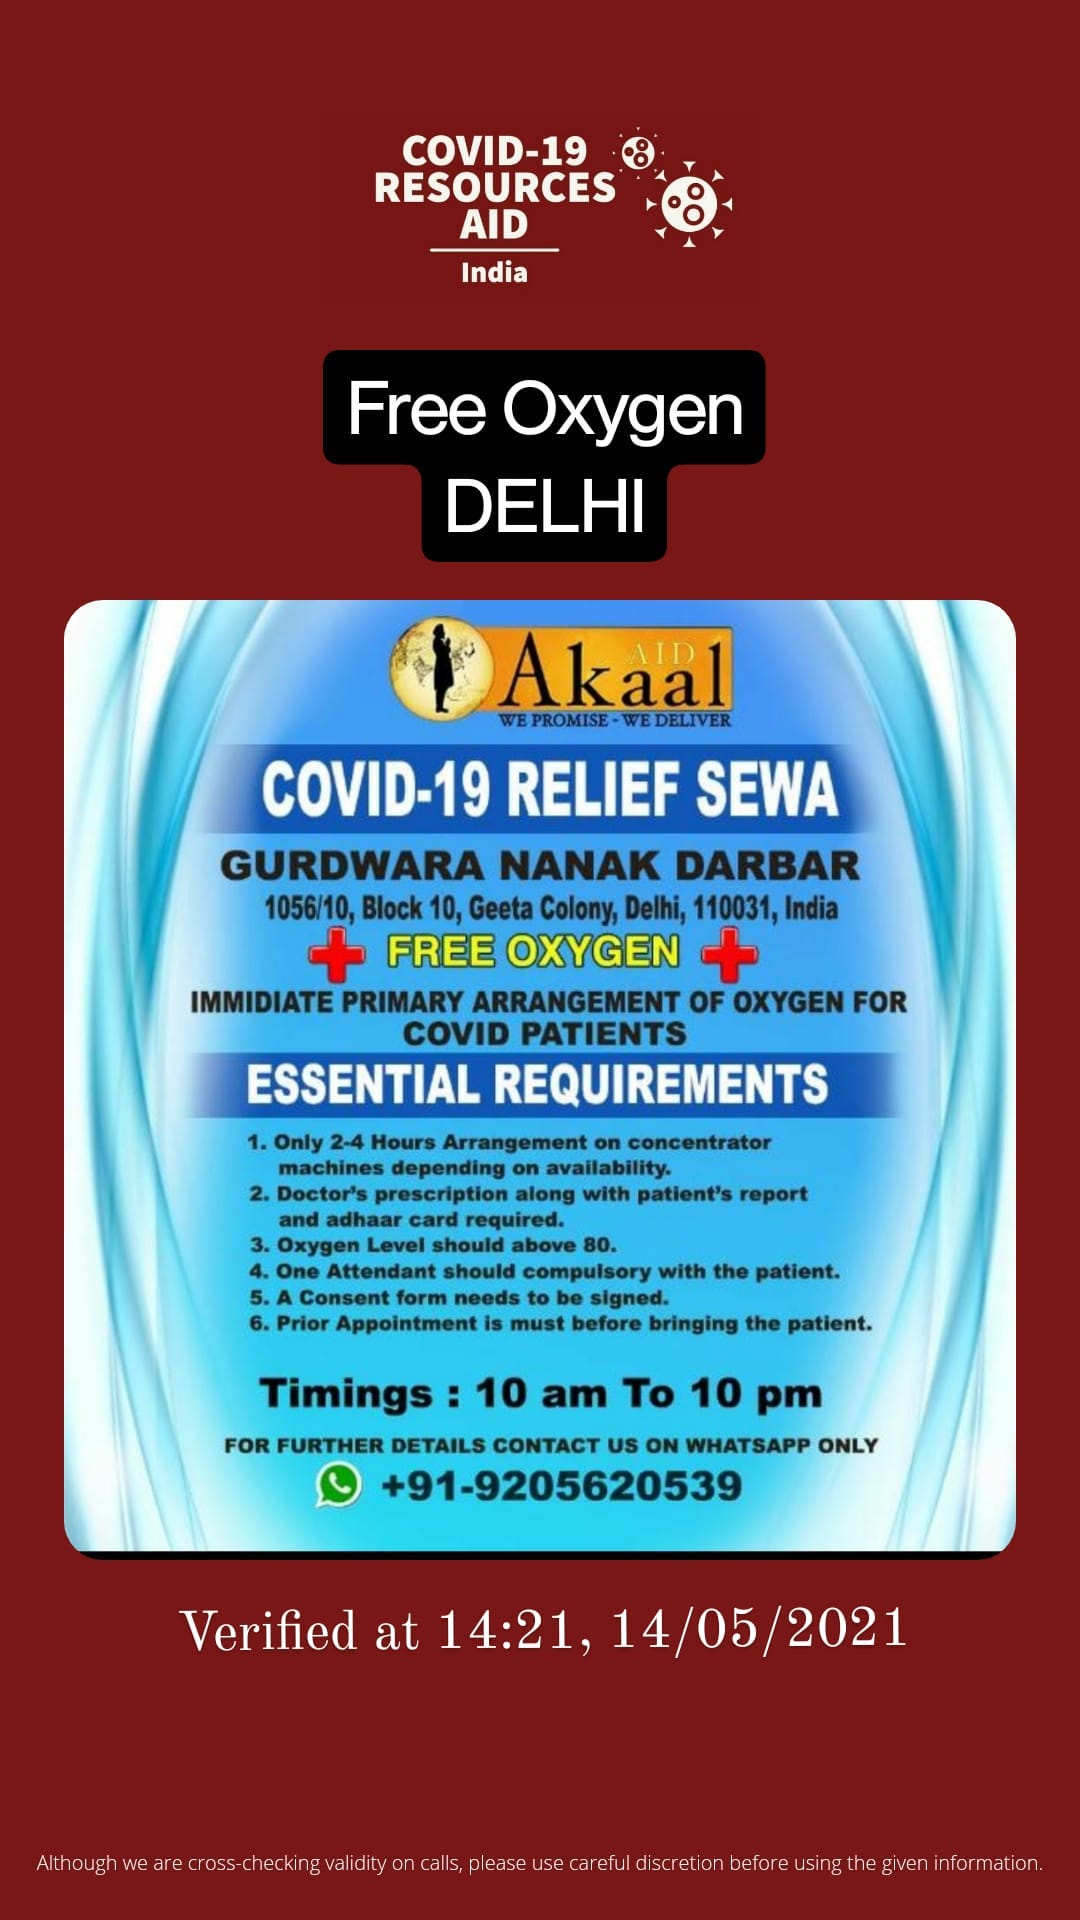 COVID-19
RESOURCES
AID
India
Free Oxygen
DELHI
Akaal AID
WE PROMISE - WE DELIVER
COVID-19 RELIEF SEWA
GURDWARA NANAK DARBAR
1056/10, Block 10, Geeta Colony, Delhi, 110031, India
FREE OXYGEN
IMMIDIATE PRIMARY ARRANGEMENT OF OXYGEN FOR
COVID PATIENTS
ESSENTIAL REQUIREMENTS
1. Only 2-4 Hours Arrangement on concentrator
machines depending on availability.
2. Doctor's prescription along with patient's report
and adhaar card required.
3. Oxygen Level should above 80.
4. One Attendant should compulsory with the patient.
5. A Consent form needs to be signed.
6. Prior Appointment is must before bringing the patient.
Timings : 10 am To 10 pm
FOR FURTHER DETAILS CONTACT US ON WHATSAPP ONLY
+91-9205620539
Verified at 14:21, 14/05/2021
Although we are cross-checking validity on calls, please use careful discretion before using the given information.